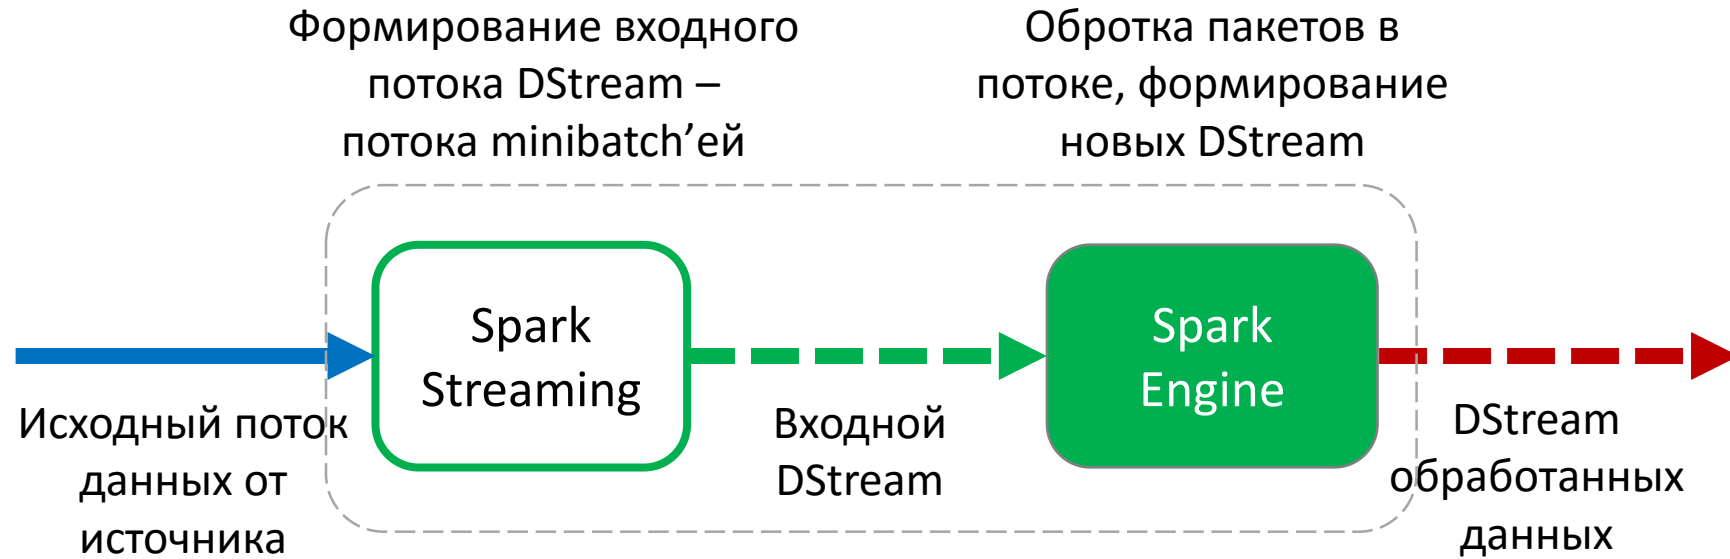 Формирование входного
потока DStream –
потока minibatch’ей
Обротка пакетов в
потоке, формирование
новых DStream
Spark
Streaming
Spark
Engine
Исходный поток
данных от
источника
Входной
DStream
DStream
обработанных
данных